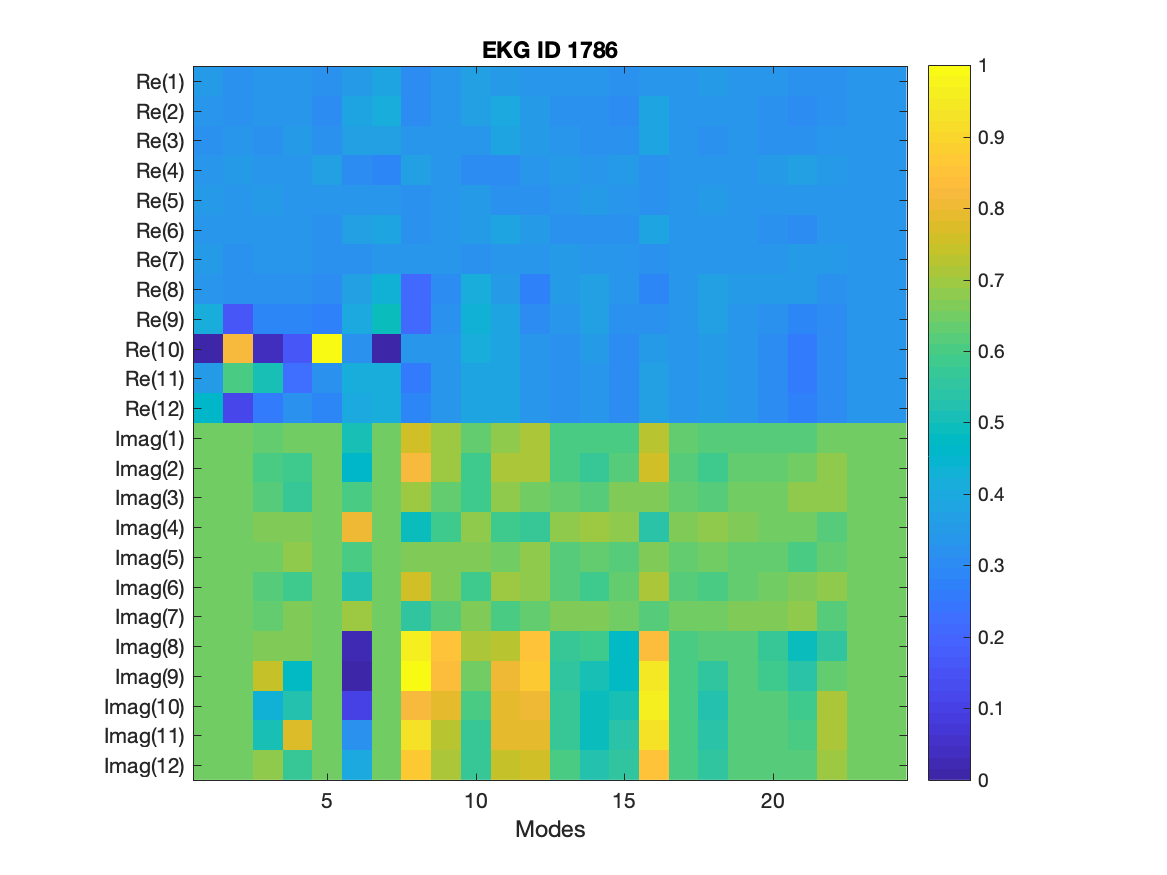 EKG ID 1786
Re(1)
Re(2)
Re(3)
Re(4)
Re(5)
Re(6)
Re(7)
Re(8)
Re(9)
Re(10)
Re(11)
Re(12)
Imag(1)
Imag(2)
Imag(3)
Imag(4)
Imag(5)
Imag(6)
Imag(7)
Imag(8)
Imag(9)
Imag(10)
Imag(11)
Imag(12)
5 10 15 20
Modes
1
0.9
0.8
0.7
0.6
0.5
0.4
0.3
0.2
0.1
0